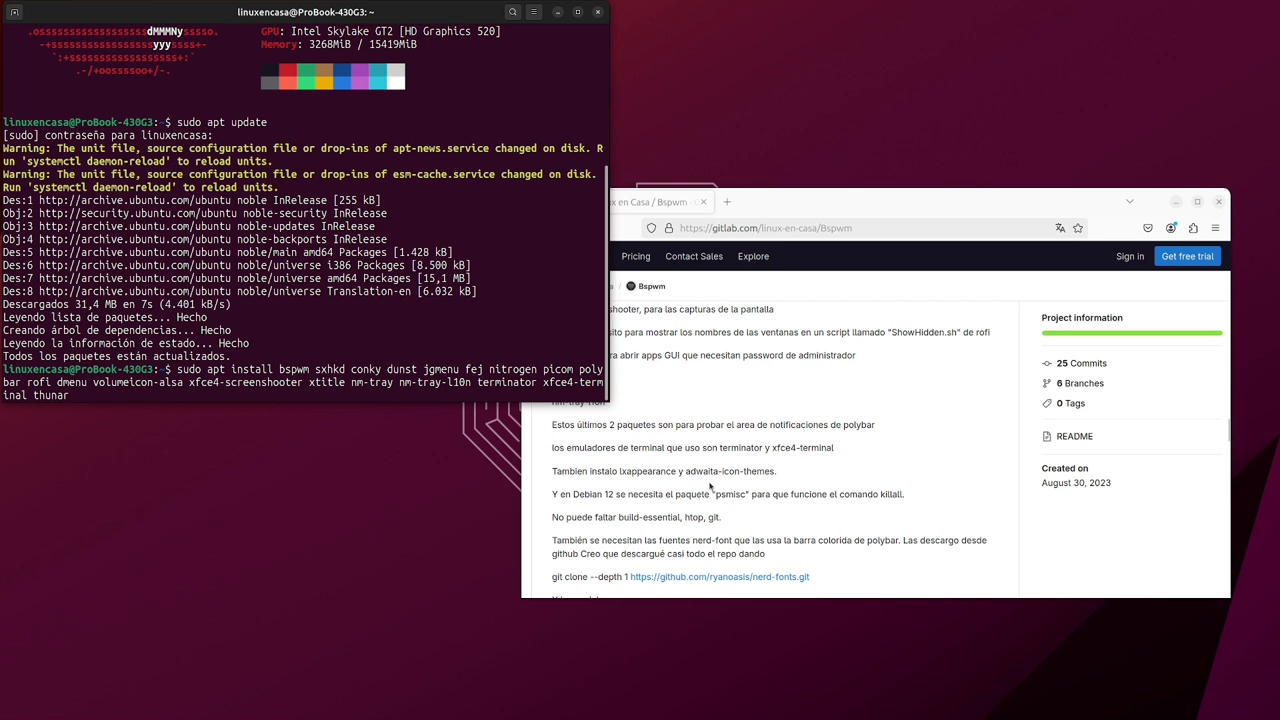 linuxencasa@ProBook-430G3: ~
.osssssssssssssssssdMMMNysssso.
-+sssssssssssssssssyyyssss+-
`:+ssssssssssssssssss+:`
.-/+oossssoo+/-.
GPU: Intel Skylake GT2 [HD Graphics 520]
Memory: 3268MiB / 15419MiB
linuxencasa@ProBook-430G3:~$ sudo apt update
[sudo] contraseña para linuxencasa:
Warning: The unit file, source configuration file or drop-ins of apt-news.service changed on disk. R
un 'systemctl daemon-reload' to reload units.
Warning: The unit file, source configuration file or drop-ins of esm-cache.service changed on disk.
Run 'systemctl daemon-reload' to reload units.
Des:1 http://archive.ubuntu.com/ubuntu noble InRelease [255 kB]
Obj:2 http://security.ubuntu.com/ubuntu noble-security InRelease
Obj:3 http://archive.ubuntu.com/ubuntu noble-updates InRelease
Obj:4 http://archive.ubuntu.com/ubuntu noble-backports InRelease
Des:5 http://archive.ubuntu.com/ubuntu noble/main amd64 Packages [1.428 kB]
Des:6 http://archive.ubuntu.com/ubuntu noble/universe i386 Packages [8.500 kB]
Des:7 http://archive.ubuntu.com/ubuntu noble/universe amd64 Packages [15,1 MB]
Des:8 http://archive.ubuntu.com/ubuntu noble/universe Translation-en [6.032 kB]
Descargados 31,4 MB en 7s (4.401 kB/s)
Leyendo lista de paquetes... Hecho
Creando árbol de dependencias... Hecho
Leyendo la información de estado... Hecho
Todos los paquetes están actualizados.
linuxencasa@ProBook-430G3:~$ sudo apt install bspwm sxhkd conky dunst jgmenu fej nitrogen picom poly
bar rofi dmenu volumeicon-alsa xfce4-screenshooter xtitle nm-tray nm-tray-l10n terminator xfce4-term
inal thunar
ux en Casa / Bspwm ·
https://gitlab.com/linux-en-casa/Bspwm
Pricing Contact Sales Explore Sign in Get free trial
/ Bspwm
shooter, para las capturas de la pantalla
sito para mostrar los nombres de las ventanas en un script llamado "ShowHidden.sh" de rofi
ra abrir apps GUI que necesitan password de administrador
nm-tray-l10n
Estos últimos 2 paquetes son para probar el area de notificaciones de polybar
los emuladores de terminal que uso son terminator y xfce4-terminal
Tambien instalo lxappearance y adwaita-icon-themes.
Y en Debian 12 se necesita el paquete "psmisc" para que funcione el comando killall.
No puede faltar build-essential, htop, git.
También se necesitan las fuentes nerd-font que las usa la barra colorida de polybar. Las descargo desde
github Creo que descargué casi todo el repo dando
git clone --depth 1 https://github.com/ryanoasis/nerd-fonts.git
Project information
25 Commits
6 Branches
0 Tags
README
Created on
August 30, 2023